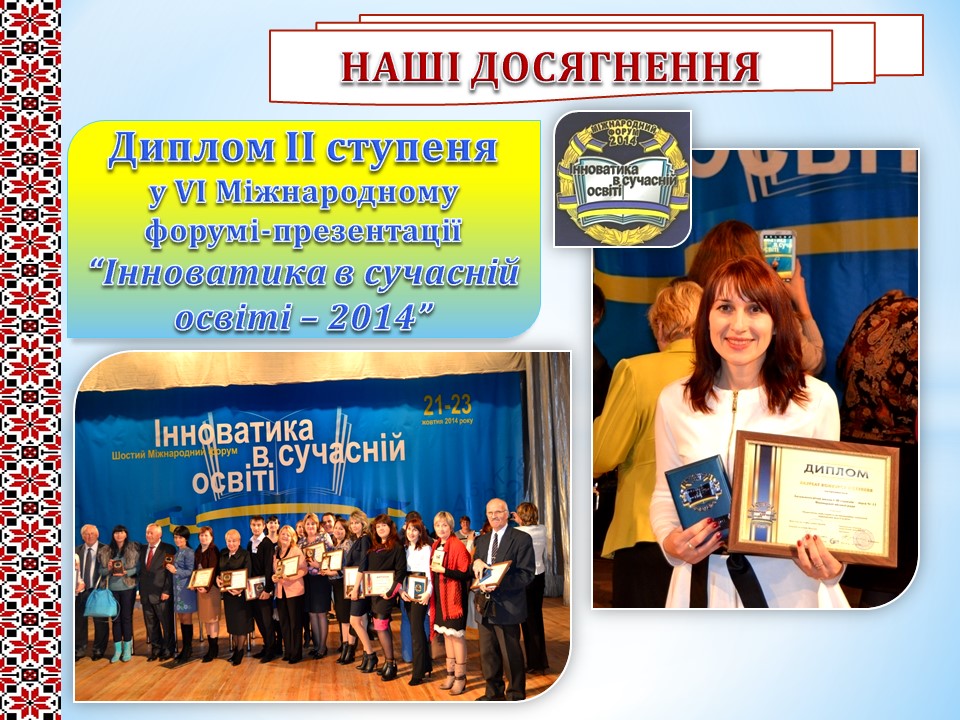 НАШІ ДОСЯГНЕННЯ
Диплом ІІ ступеня
у VI Міжнародному
форумі-презентації
“Інноватика в сучасній
освіті – 2014”
МІЖНАРОДНИЙ
ФОРУМ
2014
Інноватика
в сучасній
освіті
21-23
жовтня 2014 року
Інноватика
Шостий Міжнародний форум
в сучасній
освіті
ДИПЛОМ